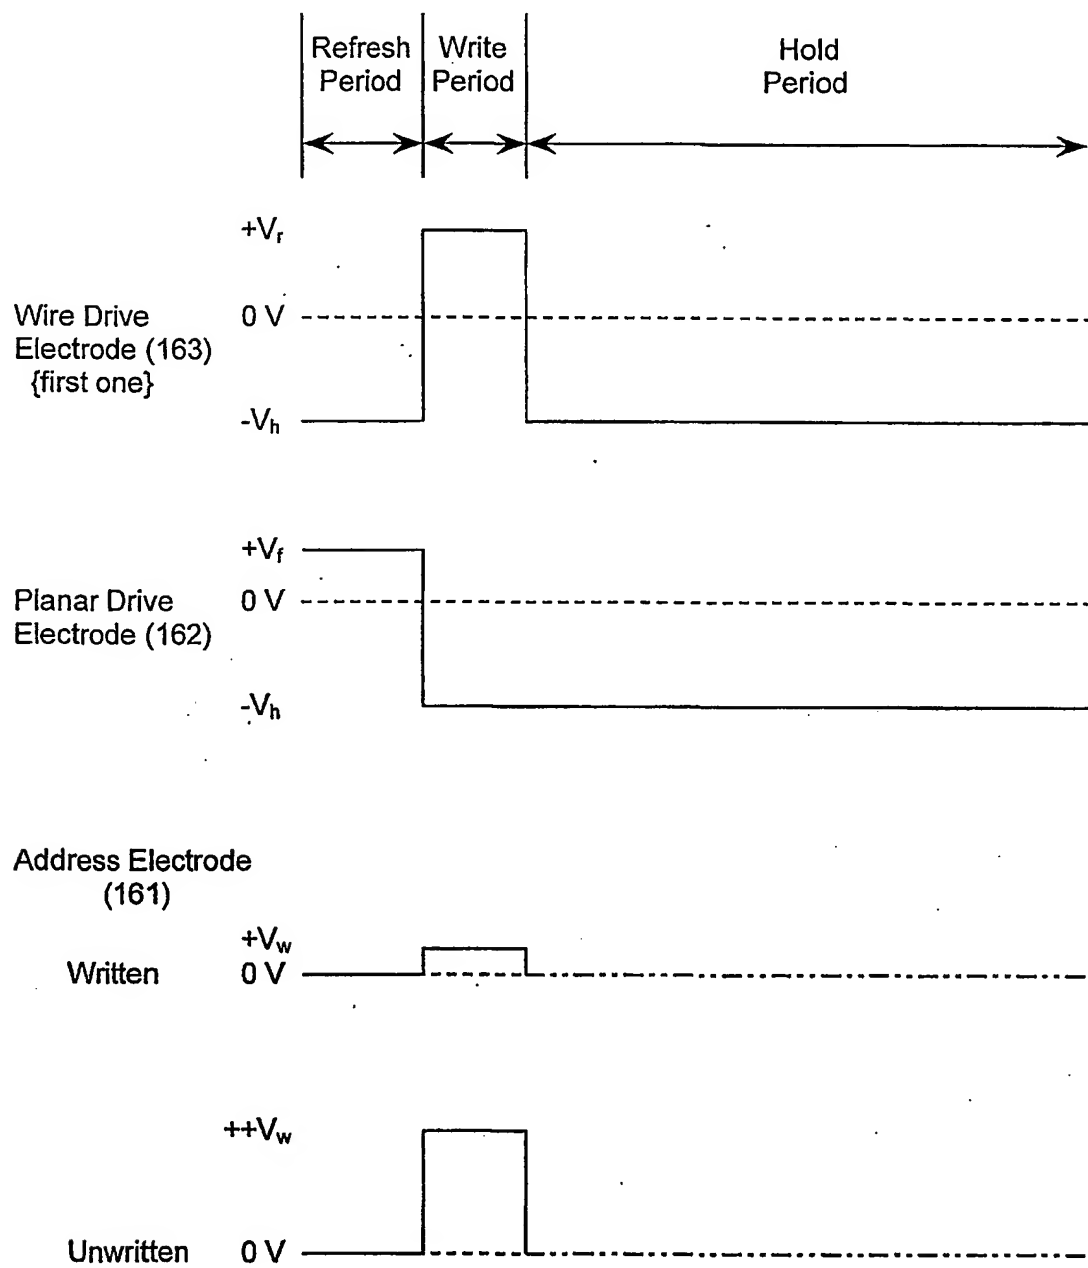 Refresh Period
Write Period
Hold Period
+Vr
Wire Drive
0 V
Electrode (163)
{first one}
-Vh
+Vf
Planar Drive
0 V
Electrode (162)
-Vh
Address Electrode
(161)
+Vw
Written
0 V
++Vw
Unwritten
0 V